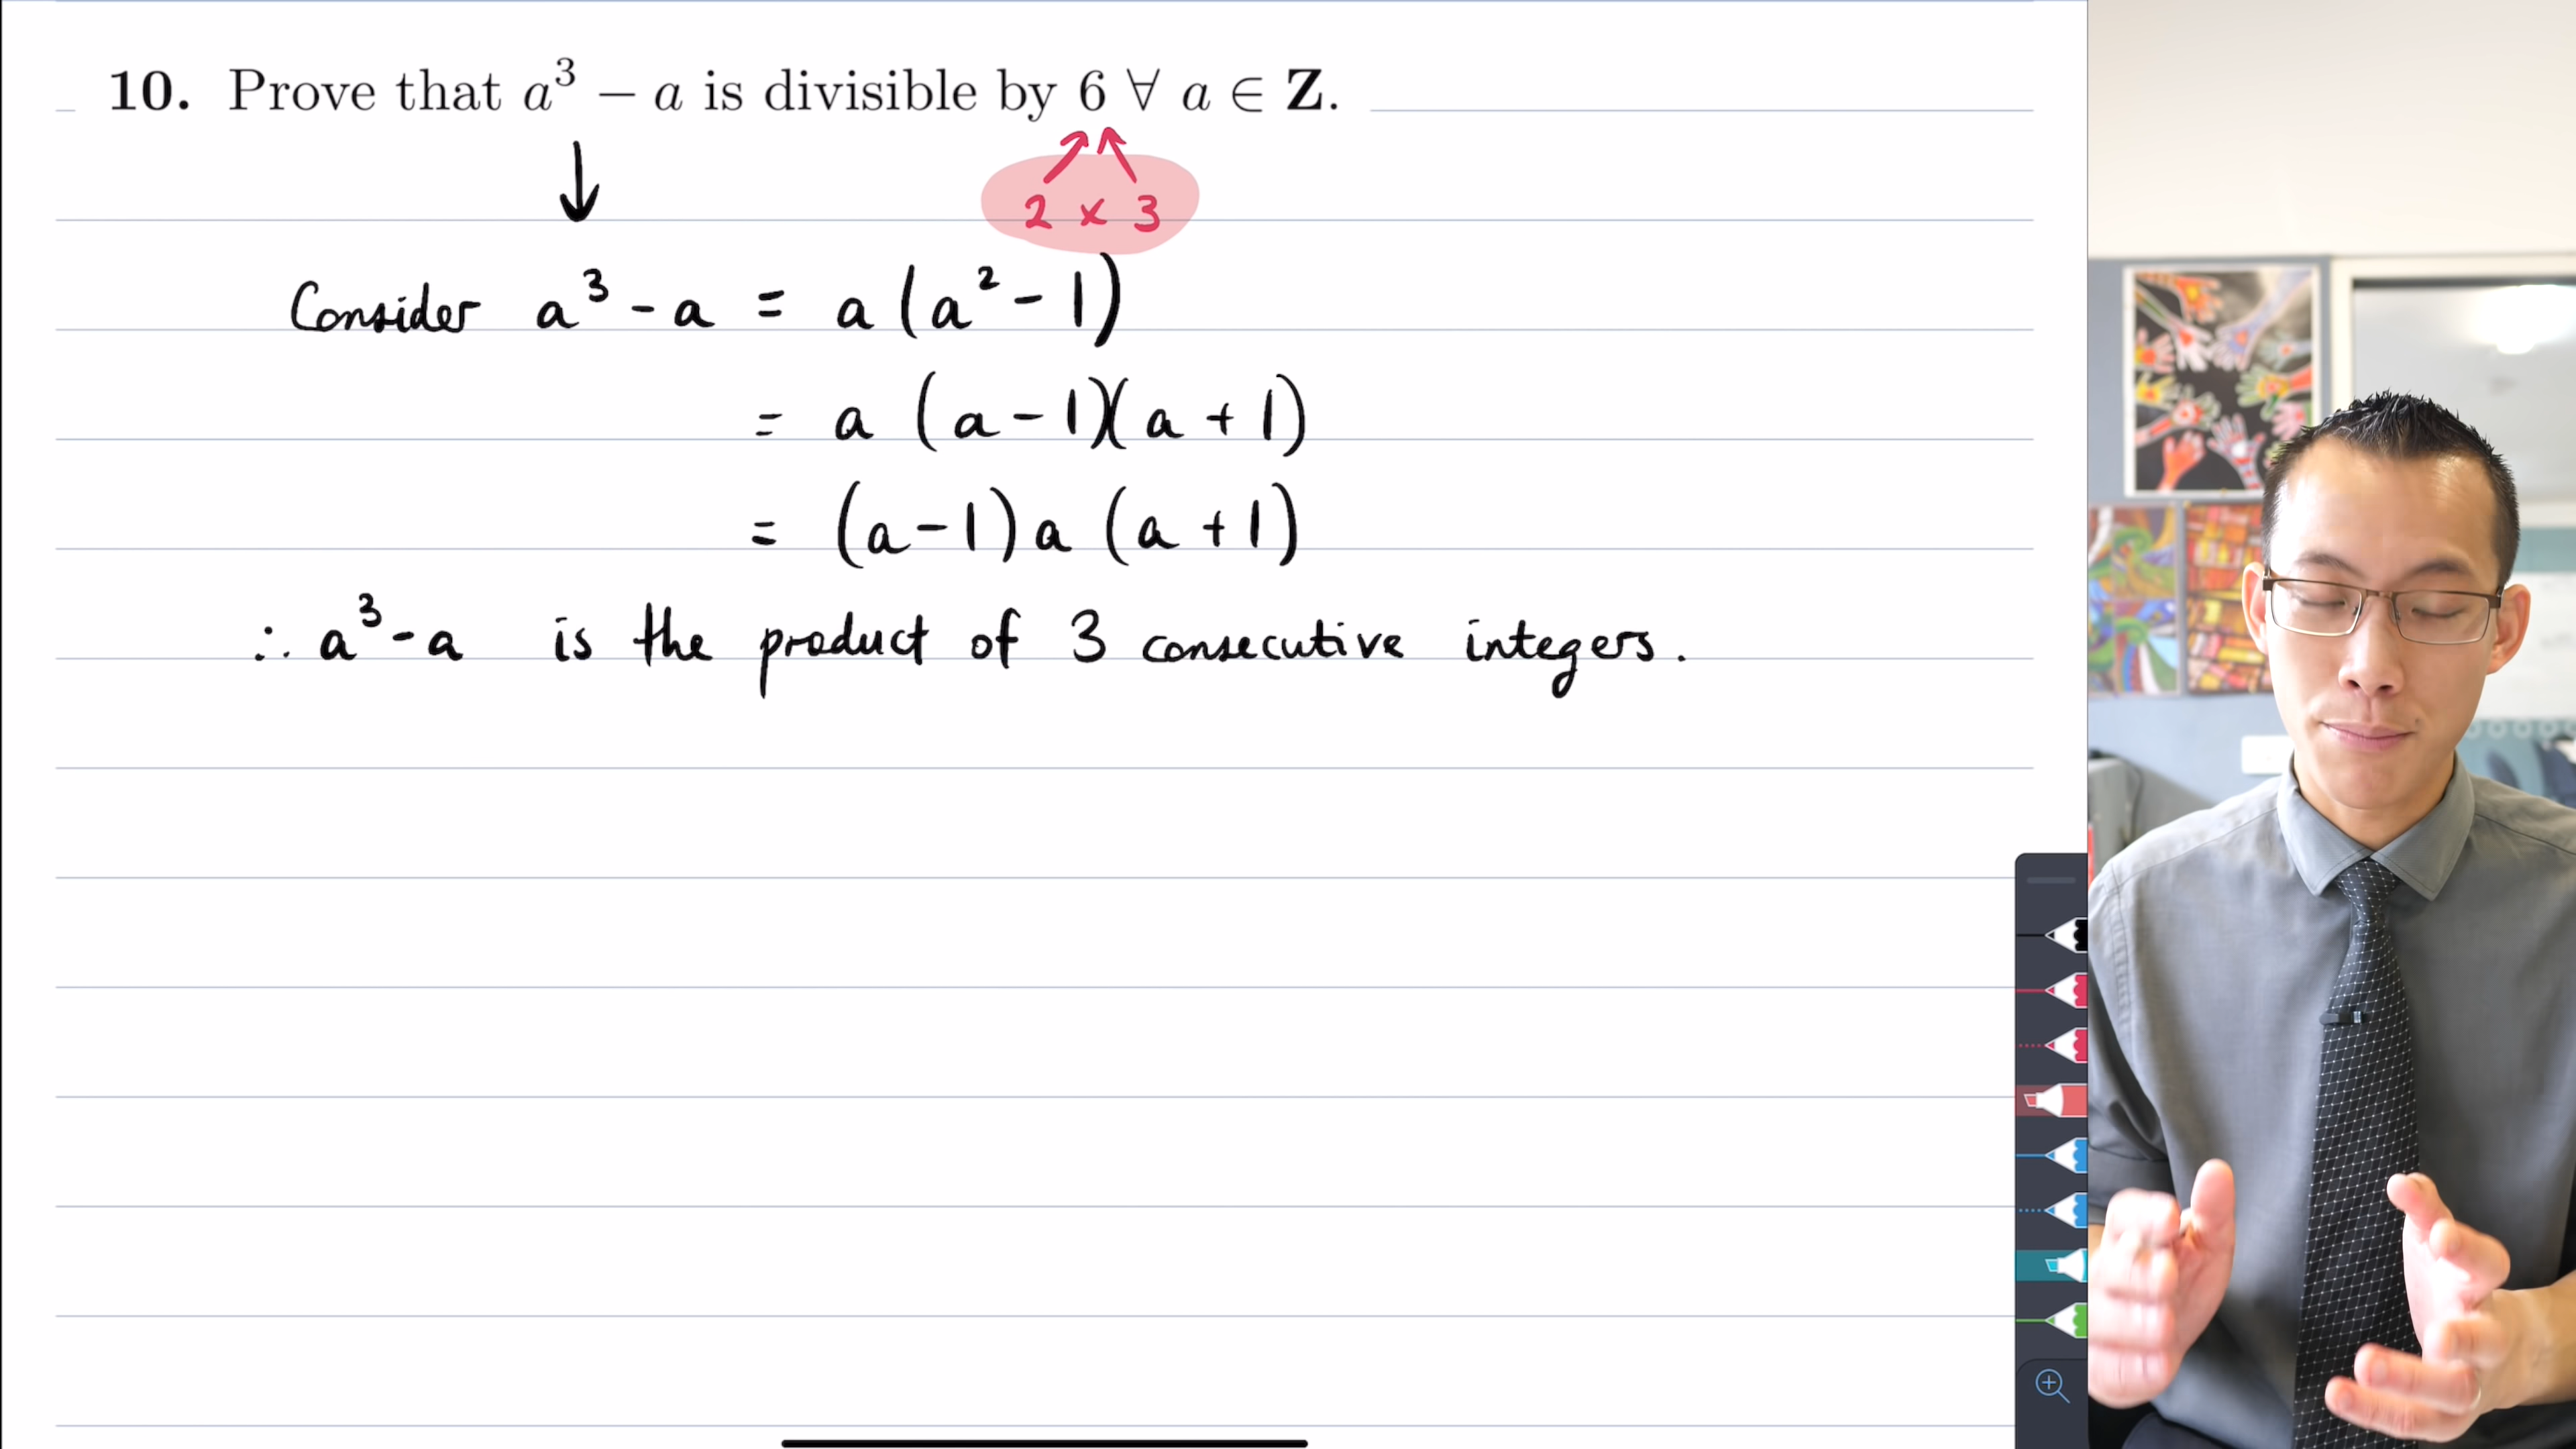 10. Prove that a³ − a is divisible by 6 ∀ a ∈ Z.
2 × 3
Consider a³ - a = a (a² - 1)
= a (a - 1)(a + 1)
= (a - 1) a (a + 1)
∴ a³ - a is the product of 3 consecutive integers.